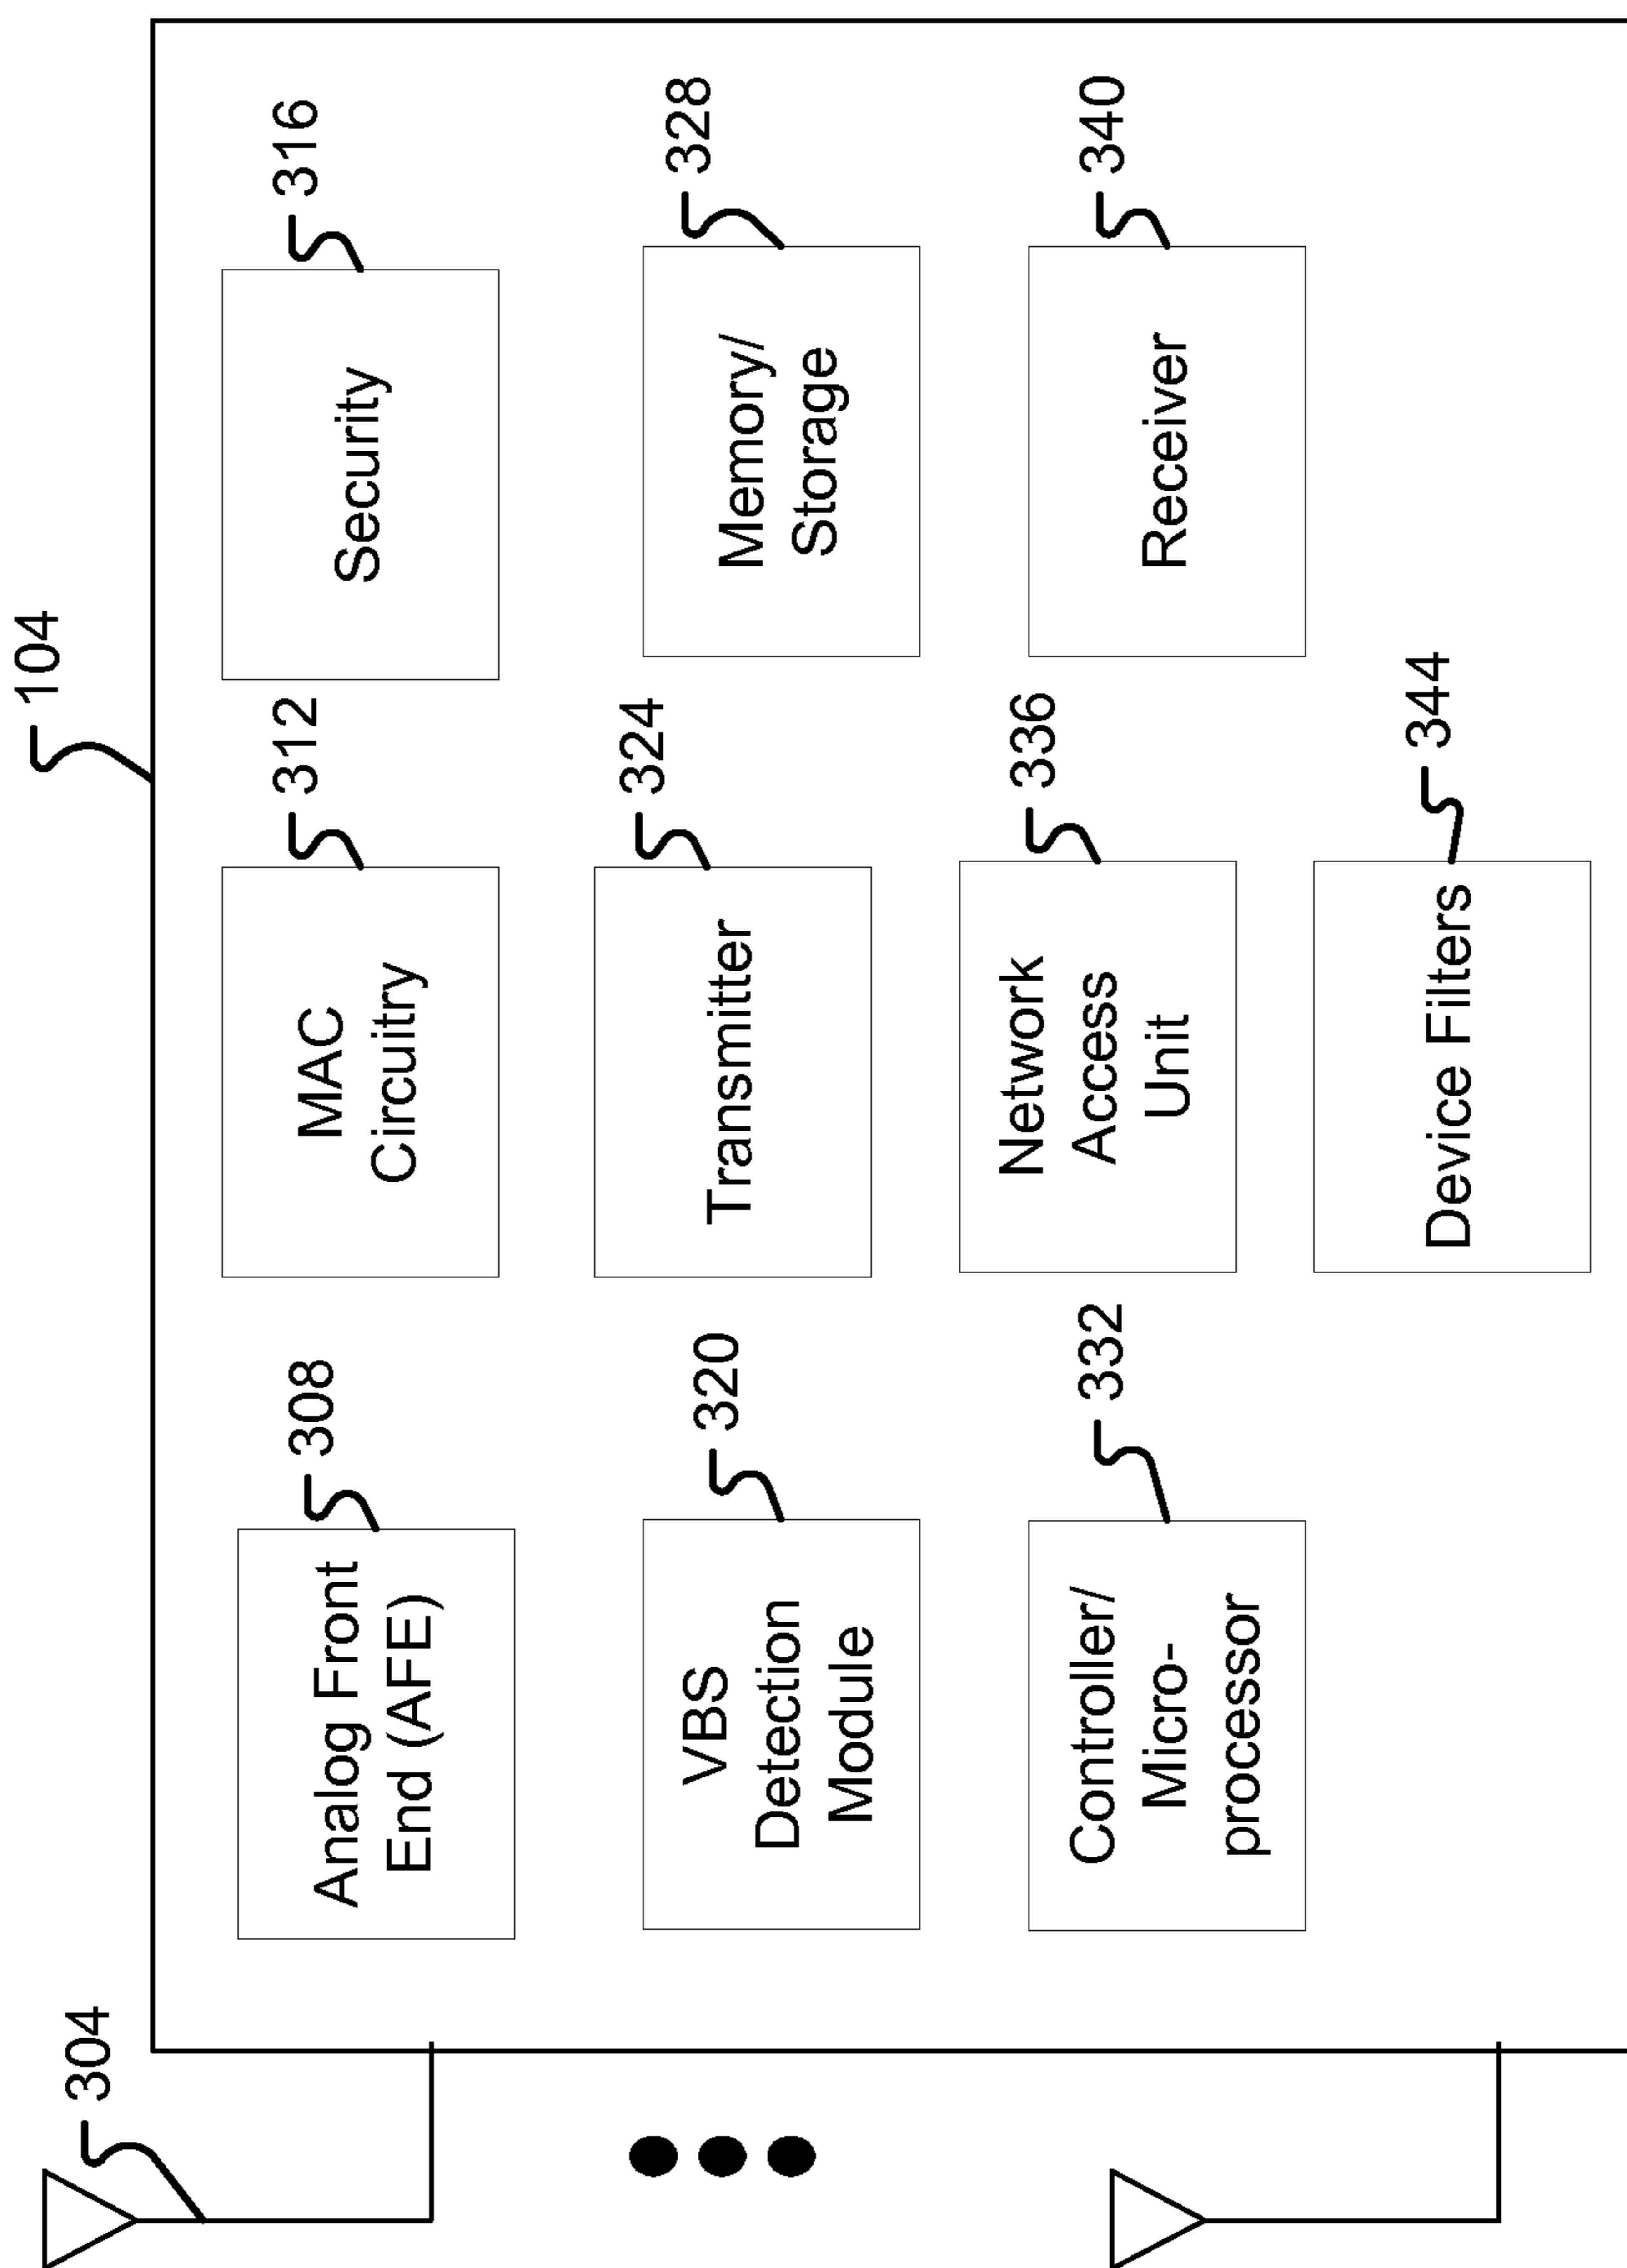 104
304
308
Analog Front
End (AFE)
312
MAC
Circuitry
316
Security
320
VBS
Detection
Module
324
Transmitter
328
Memory/
Storage
332
Controller/
Micro-
processor
336
Network
Access
Unit
340
Receiver
344
Device Filters